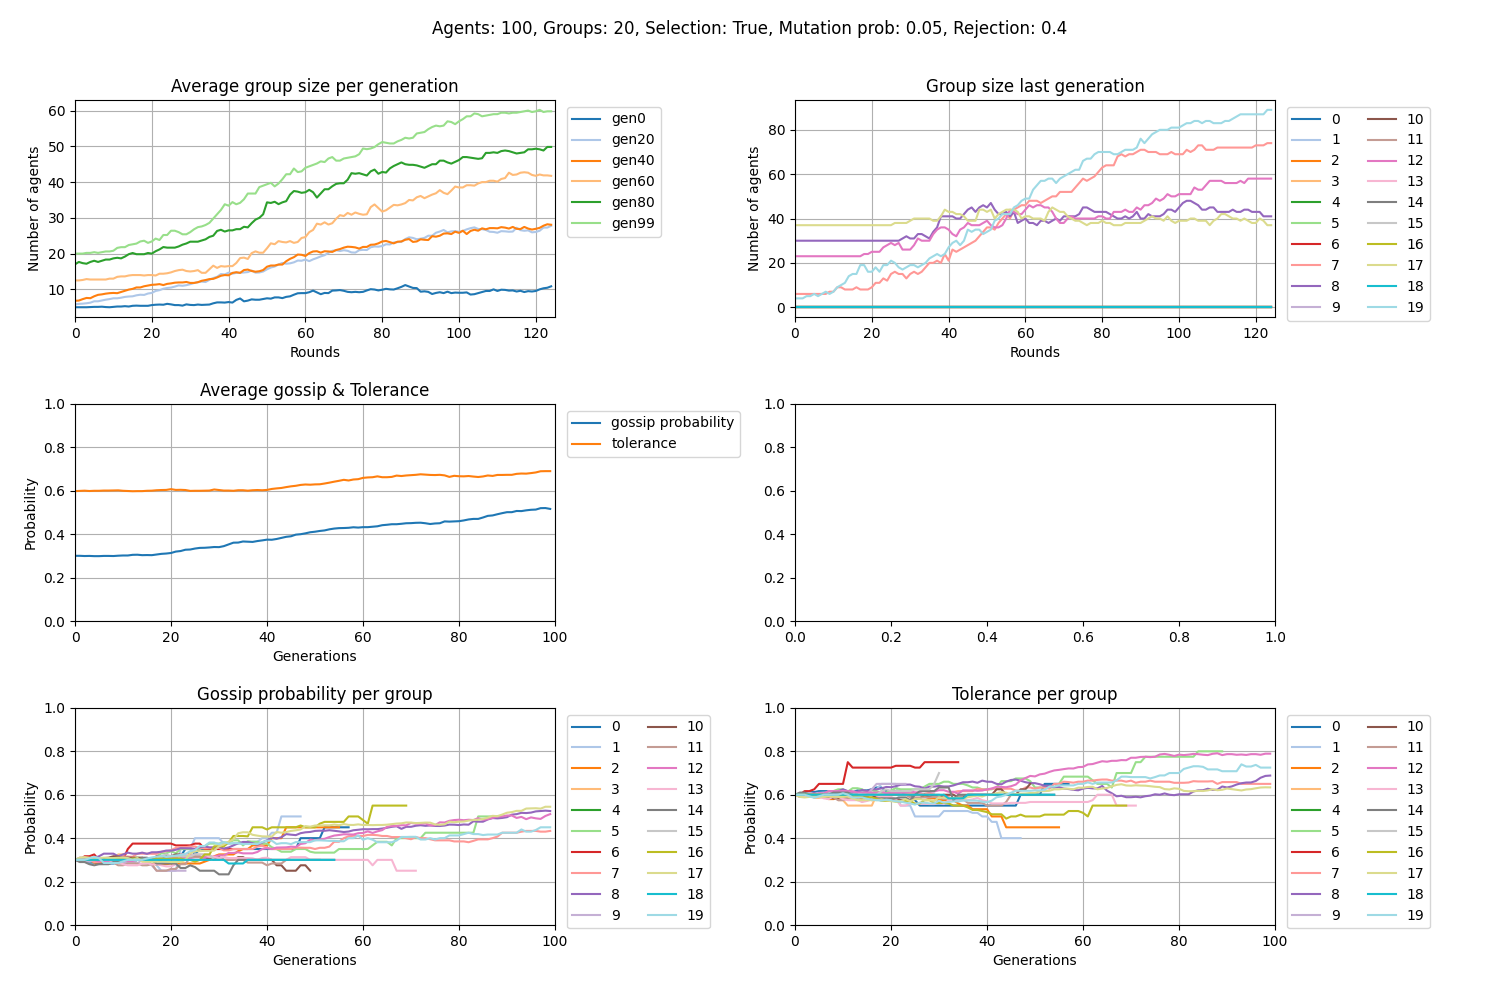 Agents: 100, Groups: 20, Selection: True, Mutation prob: 0.05, Rejection: 0.4
Average group size per generation
Number of agents
60
50
40
30
20
10
0 20 40 60 80 100 120
Rounds
gen0
gen20
gen40
gen60
gen80
gen99
Group size last generation
Number of agents
80
60
40
20
0
0 20 40 60 80 100 120
Rounds
0 10
1 11
2 12
3 13
4 14
5 15
6 16
7 17
8 18
9 19
Average gossip & Tolerance
Probability
1.0
0.8
0.6
0.4
0.2
0.0
0 20 40 60 80 100
Generations
gossip probability
tolerance
1.0
0.8
0.6
0.4
0.2
0.0
0.0 0.2 0.4 0.6 0.8 1.0
Gossip probability per group
Probability
1.0
0.8
0.6
0.4
0.2
0.0
0 20 40 60 80 100
Generations
0 10
1 11
2 12
3 13
4 14
5 15
6 16
7 17
8 18
9 19
Tolerance per group
Probability
1.0
0.8
0.6
0.4
0.2
0.0
0 20 40 60 80 100
Generations
0 10
1 11
2 12
3 13
4 14
5 15
6 16
7 17
8 18
9 19